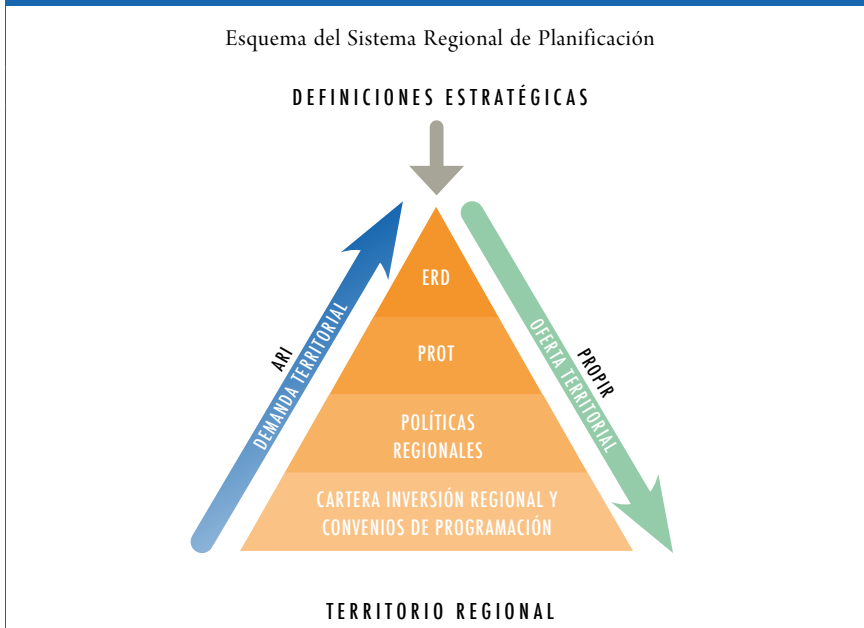 Esquema del Sistema Regional de Planificación
DEFINICIONES ESTRATÉGICAS
ERD
PROT
POLÍTICAS
REGIONALES
CARTERA INVERSIÓN REGIONAL Y
CONVENIOS DE PROGRAMACIÓN
ARI
DEMANDA TERRITORIAL
OFERTA TERRITORIAL
PROPIR
TERRITORIO REGIONAL